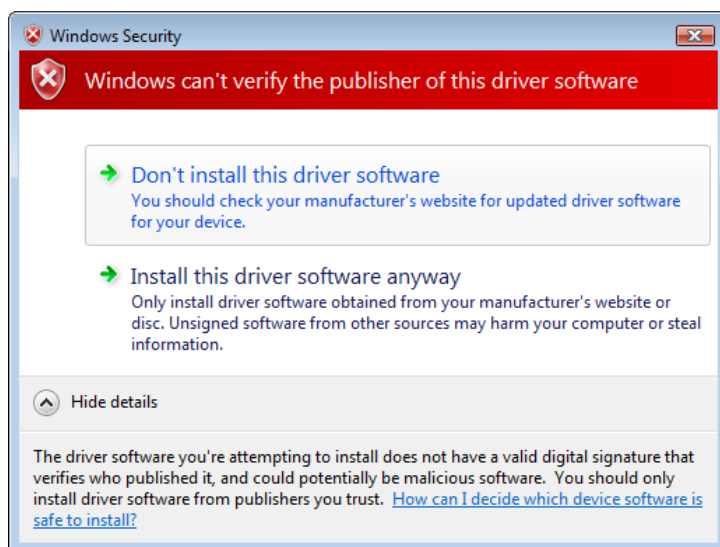 Windows Security
Windows can't verify the publisher of this driver software
Don't install this driver software
You should check your manufacturer's website for updated driver software
for your device.
Install this driver software anyway
Only install driver software obtained from your manufacturer's website or
disc. Unsigned software from other sources may harm your computer or steal
information.
Hide details
The driver software you're attempting to install does not have a valid digital signature that
verifies who published it, and could potentially be malicious software.  You should only
install driver software from publishers you trust.  How can I decide which device software is
safe to install?